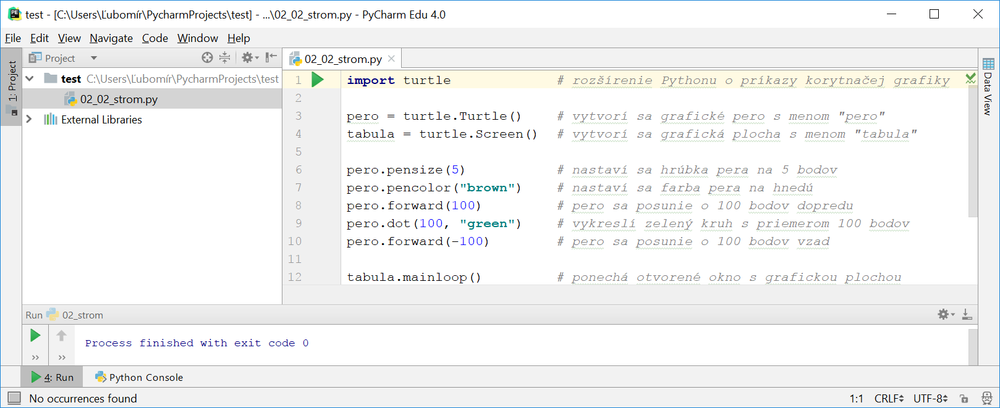 test - [C:\Users\Ľubomír\PycharmProjects\test] - ...\02_02_strom.py - PyCharm Edu 4.0
File Edit View Navigate Code Window Help
1: Project
Project
test C:\Users\Ľubomír\PycharmProjects\test
02_02_strom.py
External Libraries
02_02_strom.py
1 import turtle # rozšírenie Pythonu o príkazy korytnačej grafiky
2
3 pero = turtle.Turtle() # vytvorí sa grafické pero s menom "pero"
4 tabula = turtle.Screen() # vytvorí sa grafická plocha s menom "tabula"
5
6 pero.pensize(5) # nastaví sa hrúbka pera na 5 bodov
7 pero.pencolor("brown") # nastaví sa farba pera na hnedú
8 pero.forward(100) # pero sa posunie o 100 bodov dopredu
9 pero.dot(100, "green") # vykreslí zelený kruh s priemerom 100 bodov
10 pero.forward(-100) # pero sa posunie o 100 bodov vzad
11
12 tabula.mainloop() # ponechá otvorené okno s grafickou plochou
Data View
Run 02_strom
Process finished with exit code 0
4: Run Python Console
No occurrences found 1:1 CRLF UTF-8